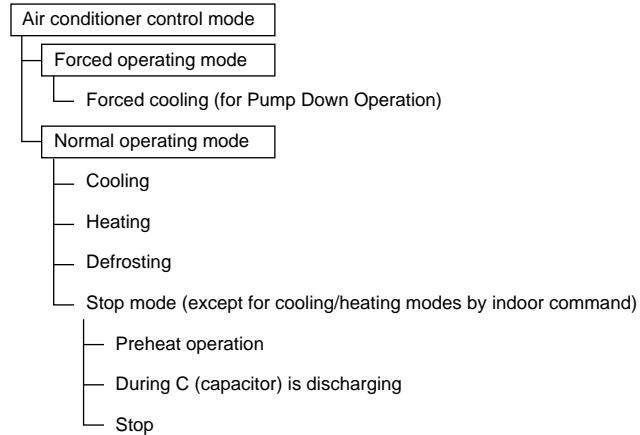 Air conditioner control mode
Forced operating mode
Forced cooling (for Pump Down Operation)
Normal operating mode
Cooling
Heating
Defrosting
Stop mode (except for cooling/heating modes by indoor command)
Preheat operation
During C (capacitor) is discharging
Stop